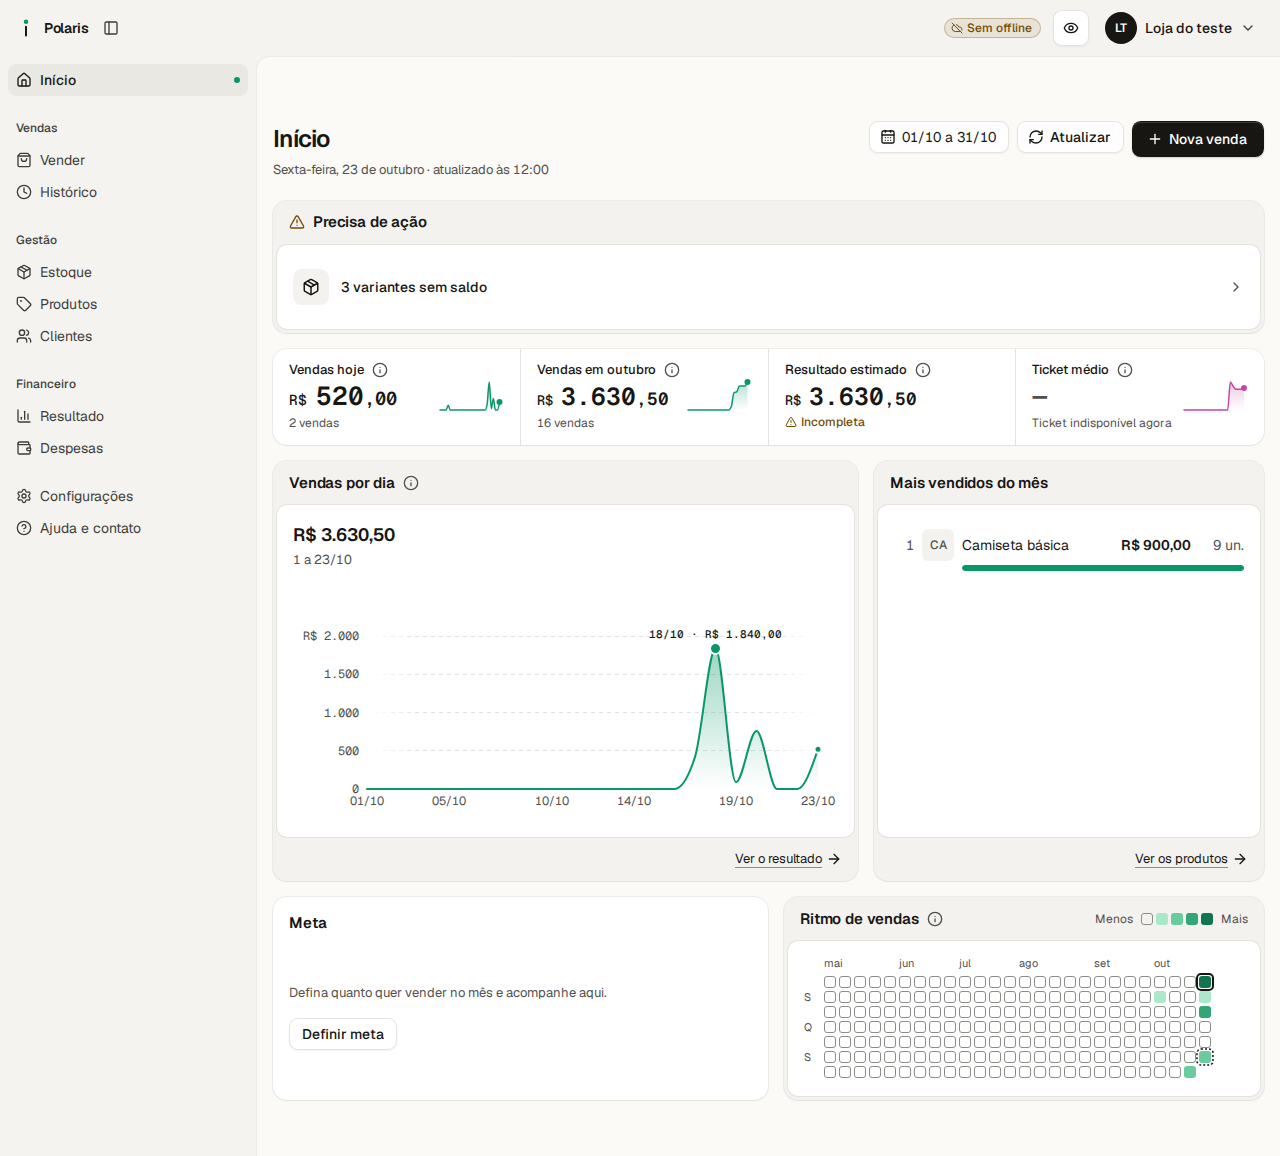 Polaris
Sem offline
LT
Loja do teste
Início
Vendas
Vender
Histórico
Gestão
Estoque
Produtos
Clientes
Financeiro
Resultado
Despesas
Configurações
Ajuda e contato
Início
Sexta-feira, 23 de outubro · atualizado às 12:00
01/10 a 31/10
Atualizar
Nova venda
Precisa de ação
3 variantes sem saldo
Vendas hoje
R$ 520,00
2 vendas
Vendas em outubro
R$ 3.630,50
16 vendas
Resultado estimado
R$ 3.630,50
Incompleta
Ticket médio
—
Ticket indisponível agora
Vendas por dia
R$ 3.630,50
1 a 23/10
18/10 · R$ 1.840,00
R$ 2.000
1.500
1.000
500
0
01/10 05/10 10/10 14/10 19/10 23/10
Ver o resultado
Mais vendidos do mês
1 CA Camiseta básica R$ 900,00 9 un.
Ver os produtos
Meta
Defina quanto quer vender no mês e acompanhe aqui.
Definir meta
Ritmo de vendas
Menos Mais
mai jun jul ago set out
S
Q
S